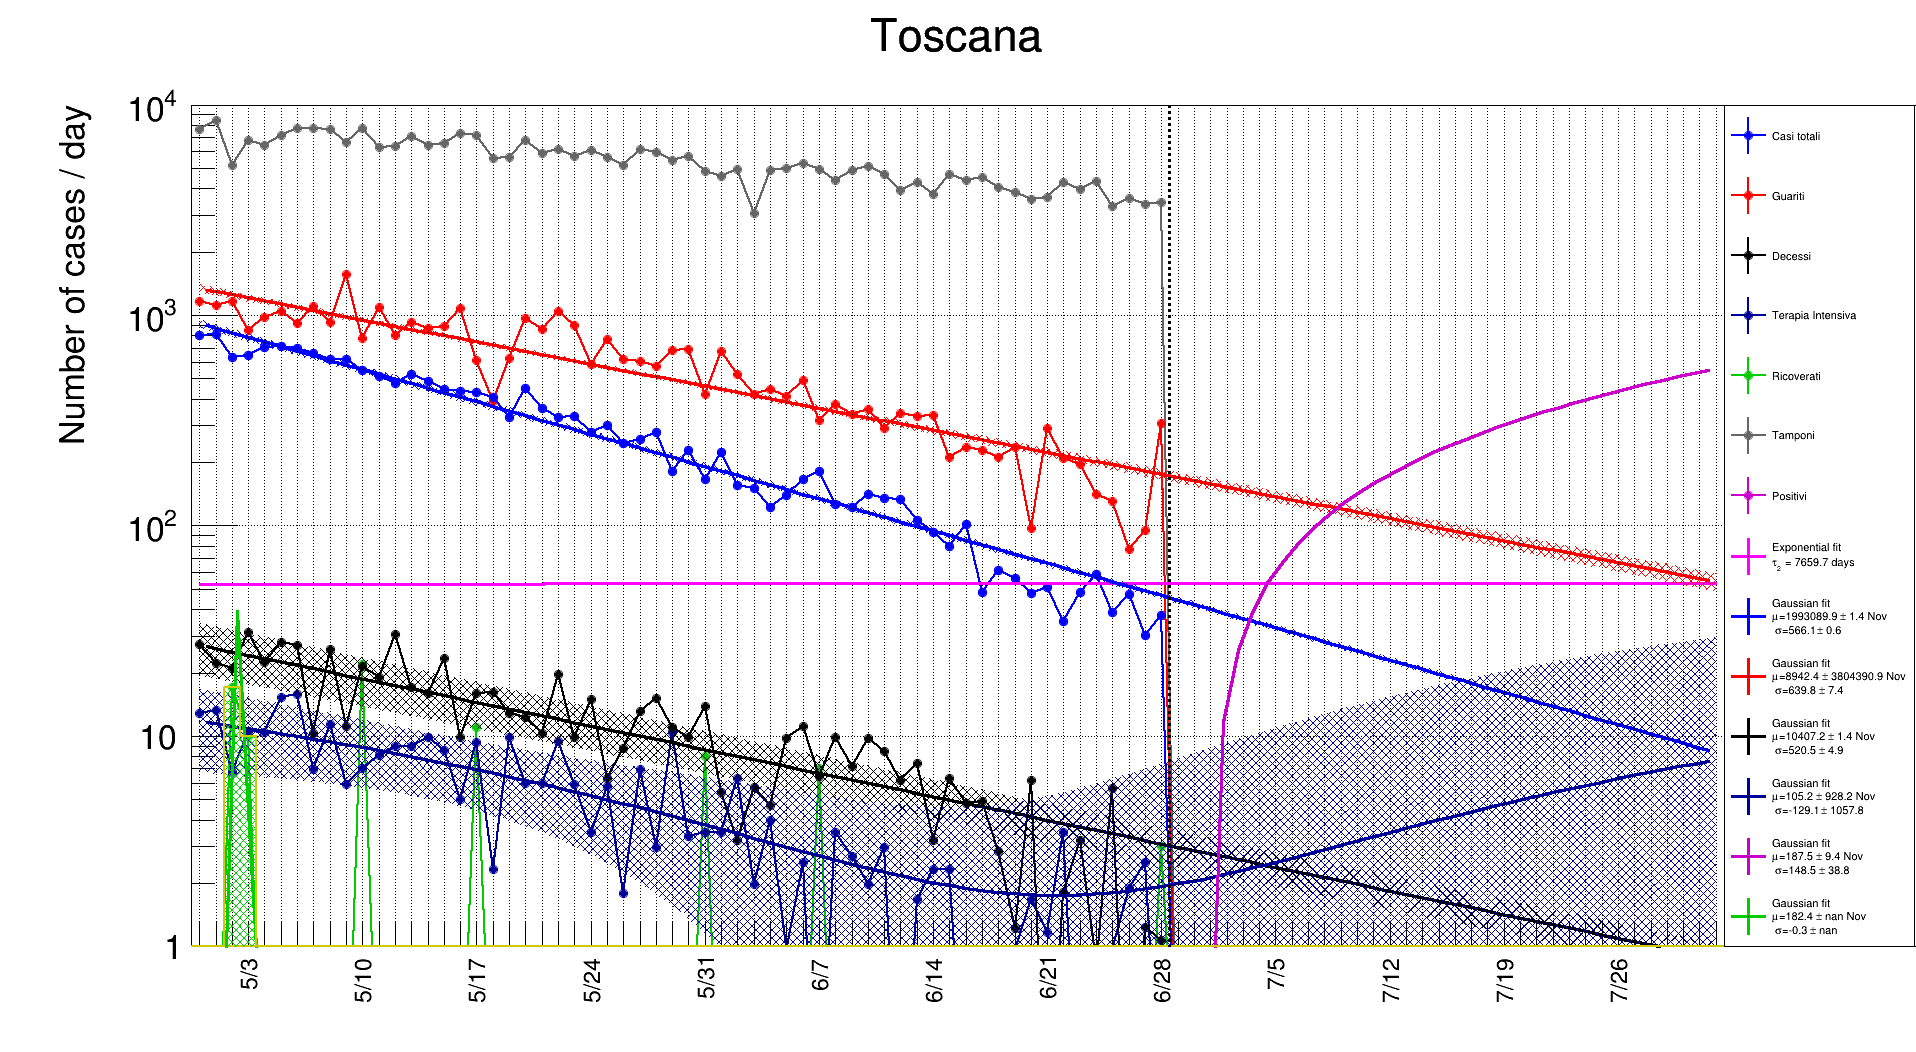 Toscana
Number of cases / day
10⁴
10³
10²
10
1
5/3
5/10
5/17
5/24
5/31
6/7
6/14
6/21
6/28
7/5
7/12
7/19
7/26
Casi totali
Guariti
Decessi
Terapia Intensiva
Ricoverati
Tamponi
Positivi
Exponential fit
τ₂ = 7659.7 days
Gaussian fit
μ=1993089.9 ± 1.4 Nov
σ=566.1 ± 0.6
Gaussian fit
μ=8942.4 ± 3804390.9 Nov
σ=639.8 ± 7.4
Gaussian fit
μ=10407.2 ± 1.4 Nov
σ=520.5 ± 4.9
Gaussian fit
μ=105.2 ± 928.2 Nov
σ=-129.1 ± 1057.8
Gaussian fit
μ=187.5 ± 9.4 Nov
σ=148.5 ± 38.8
Gaussian fit
μ=182.4 ± nan Nov
σ=-0.3 ± nan